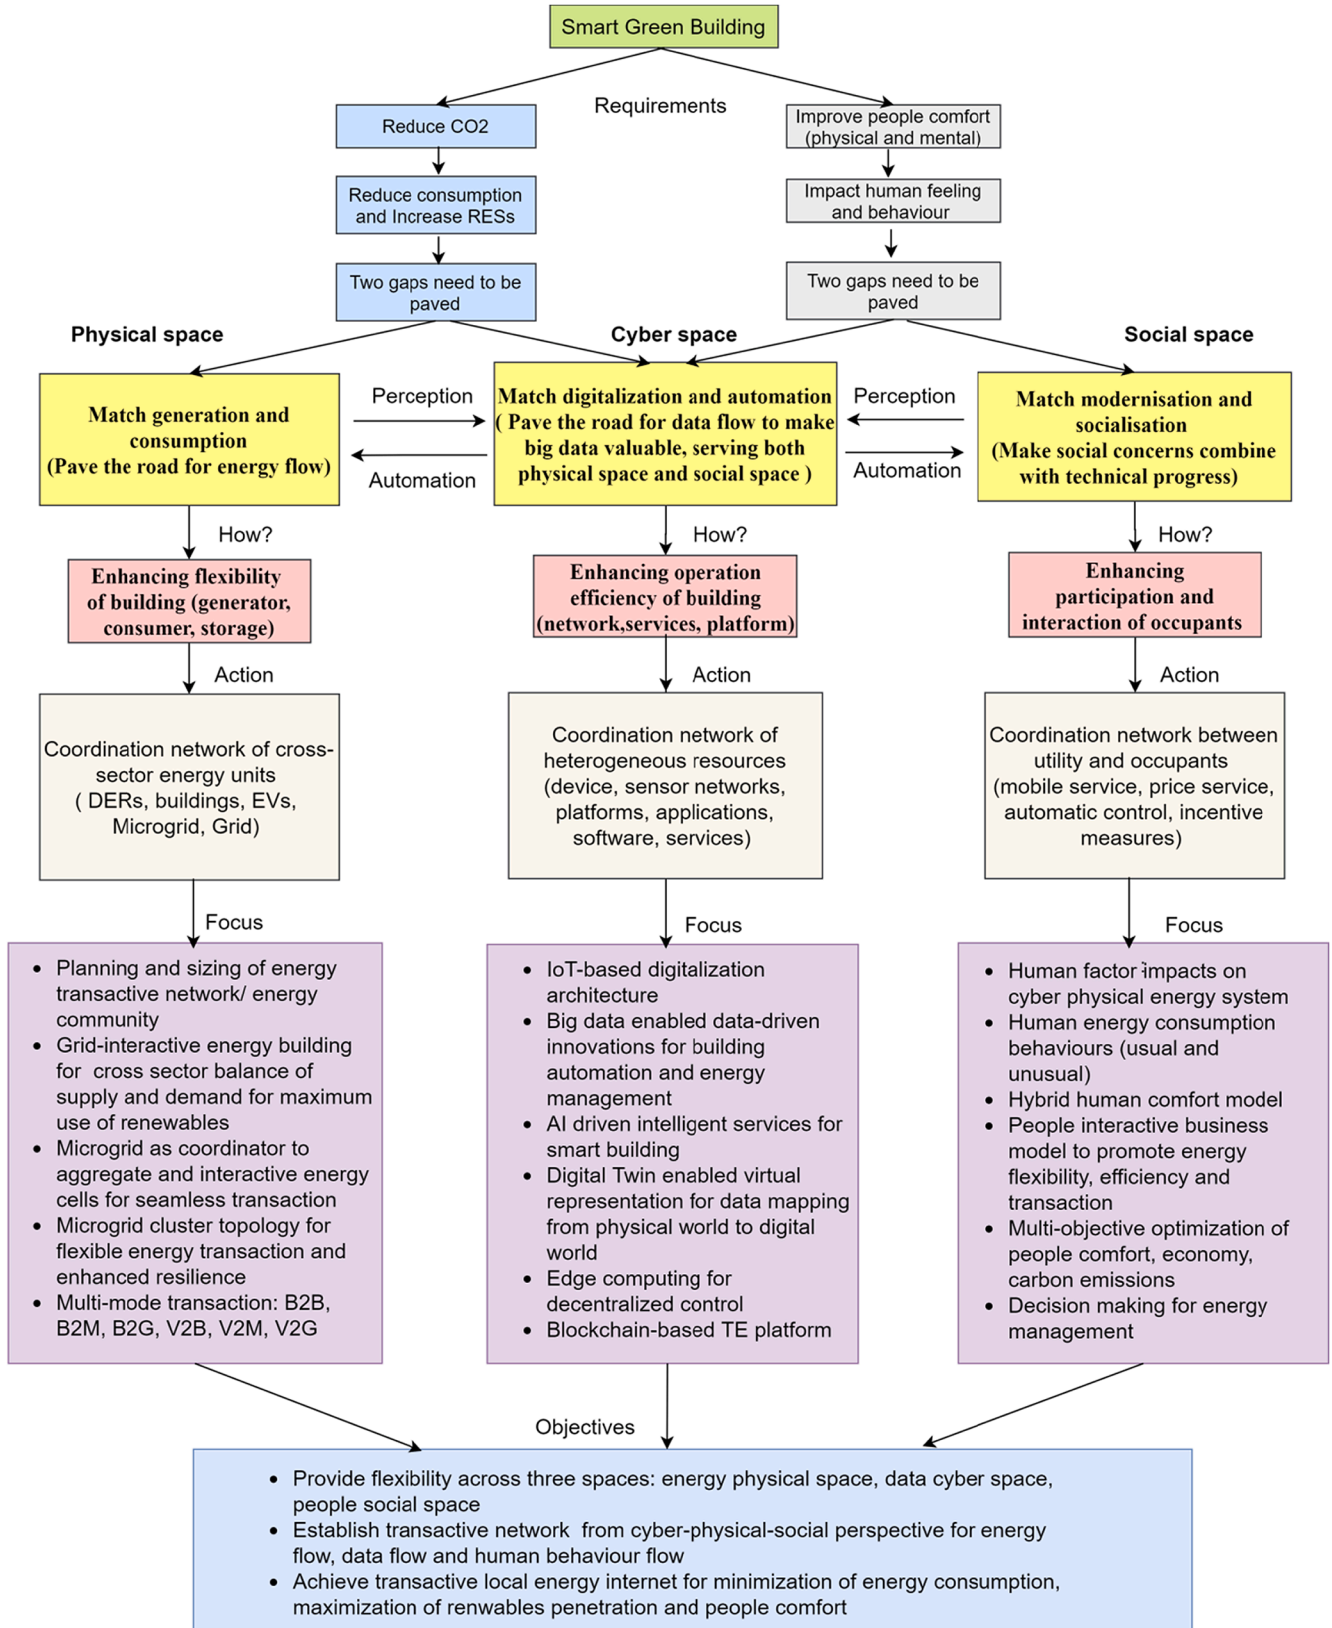 Smart Green Building
Requirements
Reduce CO2
Improve people comfort
(physical and mental)
Reduce consumption
and Increase RESs
Impact human feeling
and behaviour
Two gaps need to be
paved
Two gaps need to be
paved
Physical space
Cyber space
Social space
Match generation and
consumption
(Pave the road for energy flow)
Perception
Automation
Match digitalization and automation
( Pave the road for data flow to make
big data valuable, serving both
physical space and social space )
Perception
Automation
Match modernisation and
socialisation
(Make social concerns combine
with technical progress)
How?
How?
How?
Enhancing flexibility
of building (generator,
consumer, storage)
Enhancing operation
efficiency of building
(network,services, platform)
Enhancing
participation and
interaction of occupants
Action
Action
Action
Coordination network of cross-
sector energy units
( DERs, buildings, EVs,
Microgrid, Grid)
Coordination network of
heterogeneous resources
(device, sensor networks,
platforms, applications,
software, services)
Coordination network between
utility and occupants
(mobile service, price service,
automatic control, incentive
measures)
Focus
Focus
Focus
• Planning and sizing of energy
transactive network/ energy
community
• Grid-interactive energy building
for cross sector balance of
supply and demand for maximum
use of renewables
• Microgrid as coordinator to
aggregate and interactive energy
cells for seamless transaction
• Microgrid cluster topology for
flexible energy transaction and
enhanced resilience
• Multi-mode transaction: B2B,
B2M, B2G, V2B, V2M, V2G
• IoT-based digitalization
architecture
• Big data enabled data-driven
innovations for building
automation and energy
management
• AI driven intelligent services for
smart building
• Digital Twin enabled virtual
representation for data mapping
from physical world to digital
world
• Edge computing for
decentralized control
• Blockchain-based TE platform
• Human factor impacts on
cyber physical energy system
• Human energy consumption
behaviours (usual and
unusual)
• Hybrid human comfort model
• People interactive business
model to promote energy
flexibility, efficiency and
transaction
• Multi-objective optimization of
people comfort, economy,
carbon emissions
• Decision making for energy
management
Objectives
• Provide flexibility across three spaces: energy physical space, data cyber space,
people social space
• Establish transactive network from cyber-physical-social perspective for energy
flow, data flow and human behaviour flow
• Achieve transactive local energy internet for minimization of energy consumption,
maximization of renwables penetration and people comfort